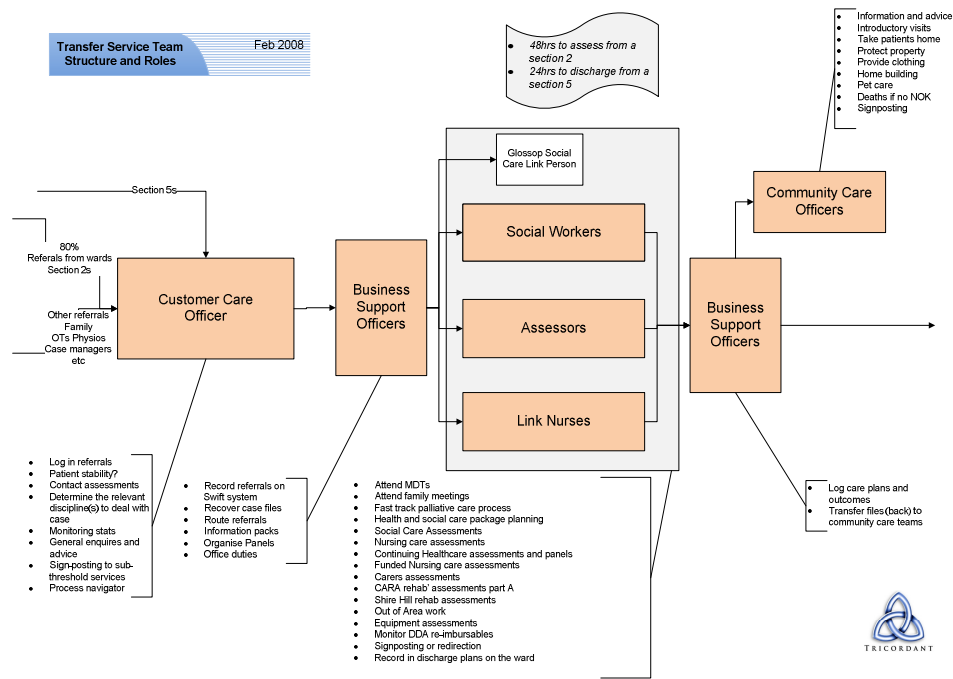 Transfer Service Team
Structure and Roles
Feb 2008
48hrs to assess from a
section 2
24hrs to discharge from a
section 5
Information and advice
Introductory visits
Take patients home
Protect property
Provide clothing
Home building
Pet care
Deaths if no NOK
Signposting
Glossop Social
Care Link Person
Section 5s
Community Care
Officers
Social Workers
80%
Referals from wards
Section 2s
Customer Care
Officer
Business
Support
Officers
Assessors
Business
Support
Officers
Other referrals
Family
OTs Physios
Case managers
etc
Link Nurses
Log in referrals
Patient stability?
Contact assessments
Determine the relevant
discipline(s) to deal with
case
Monitoring stats
General enquires and
advice
Sign-posting to sub-
threshold services
Process navigator
Record referrals on
Swift system
Recover case files
Route referrals
Information packs
Organise Panels
Office duties
Attend MDTs
Attend family meetings
Fast track palliative care process
Health and social care package planning
Social Care Assessments
Nursing care assessments
Continuing Healthcare assessments and panels
Funded Nursing care assessments
Carers assessments
CARA rehab' assessments part A
Shire Hill rehab assessments
Out of Area work
Equipment assessments
Monitor DDA re-imbursables
Signposting or redirection
Record in discharge plans on the ward
Log care plans and
outcomes
Transfer files (back) to
community care teams
TRICORDANT